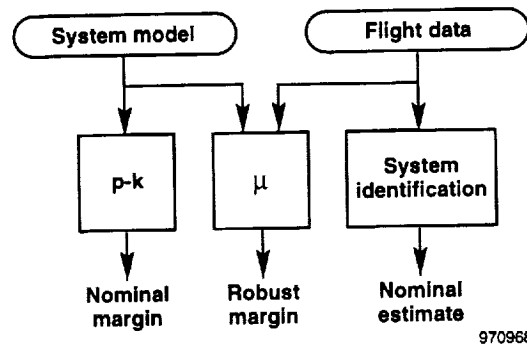 System model
Flight data
p-k
μ
System
identification
Nominal
margin
Robust
margin
Nominal
estimate
970968